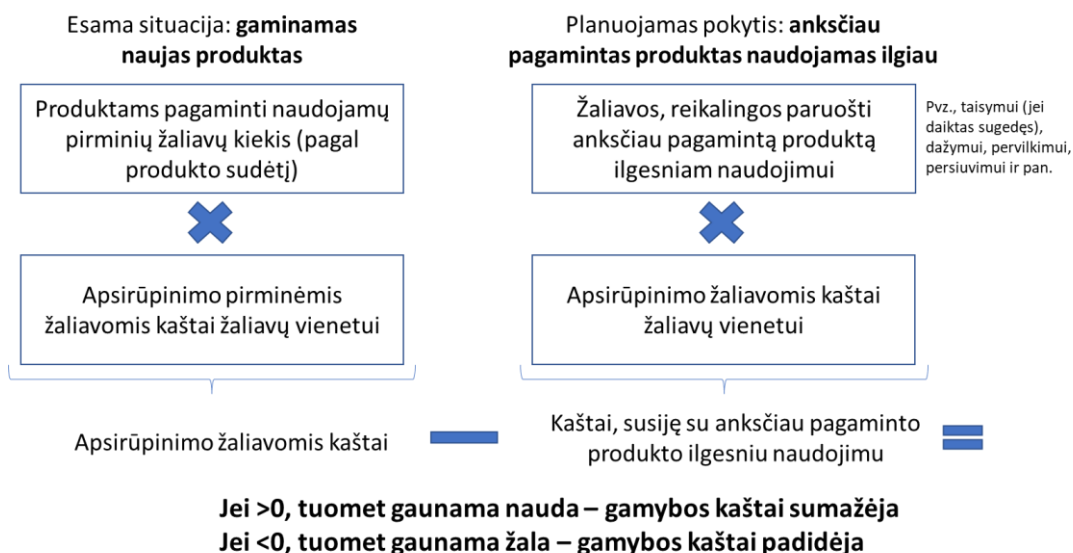 Esama situacija: gaminamas
naujas produktas
Planuojamas pokytis: anksčiau
pagamintas produktas naudojamas ilgiau
Produktams pagaminti naudojamų
pirminių žaliavų kiekis (pagal
produkto sudėtį)
Žaliavos, reikalingos paruošti
anksčiau pagamintą produktą
ilgesniam naudojimui
Pvz., taisymui (jei
daiktas sugedęs),
dažymui, pervilkimui,
persiuvimui ir pan.
Apsirūpinimo pirminėmis
žaliavomis kaštai žaliavų vienetui
Apsirūpinimo žaliavomis kaštai
žaliavų vienetui
Apsirūpinimo žaliavomis kaštai
Kaštai, susiję su anksčiau pagaminto
produkto ilgesniu naudojimu
Jei >0, tuomet gaunama nauda – gamybos kaštai sumažėja
Jei <0, tuomet gaunama žala – gamybos kaštai padidėja